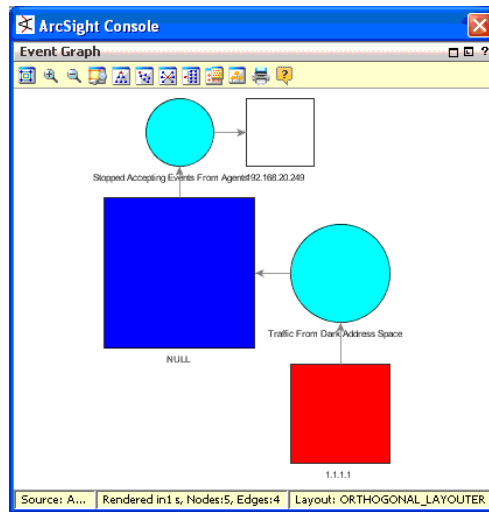 ArcSight Console
Event Graph
Stopped Accepting Events From Agents 192.168.20.249
Traffic From Dark Address Space
NULL
1.1.1.1
Source: A... Rendered in1 s, Nodes:5, Edges:4 Layout: ORTHOGONAL_LAYOUTER